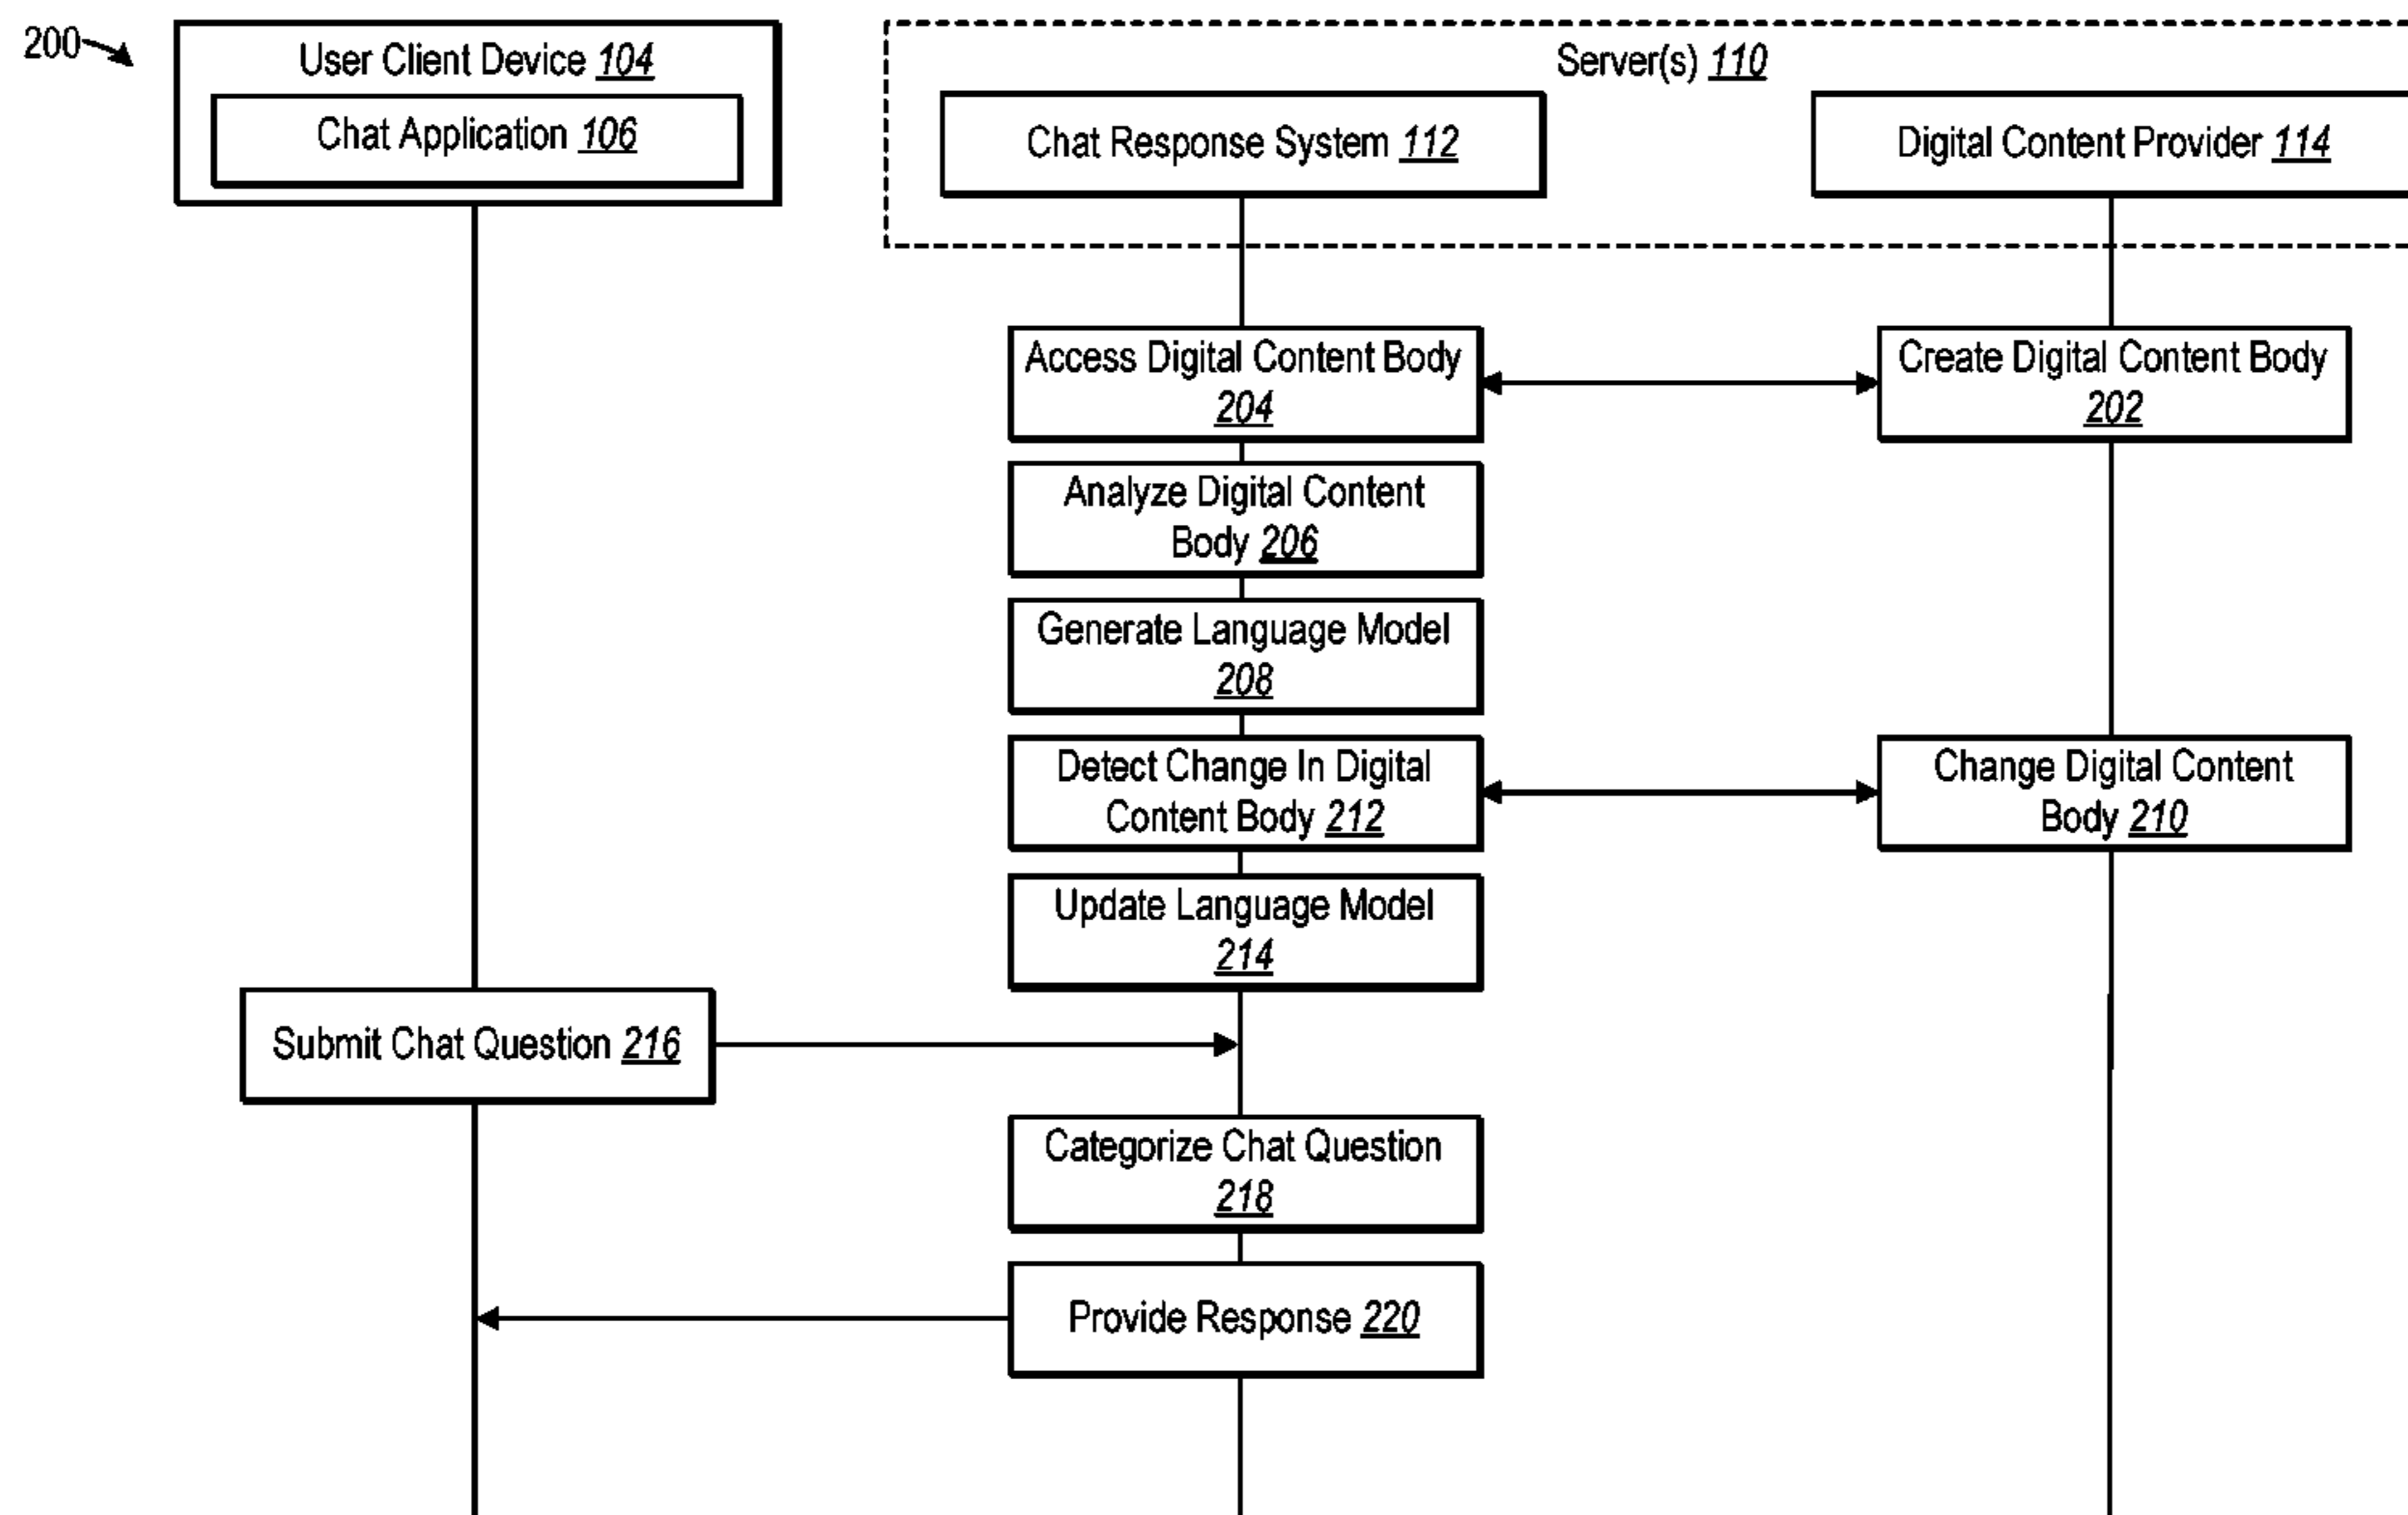 200
User Client Device 104
Chat Application 106
Server(s) 110
Chat Response System 112
Digital Content Provider 114
Access Digital Content Body
204
Create Digital Content Body
202
Analyze Digital Content
Body 206
Generate Language Model
208
Detect Change In Digital
Content Body 212
Change Digital Content
Body 210
Update Language Model
214
Submit Chat Question 216
Categorize Chat Question
218
Provide Response 220